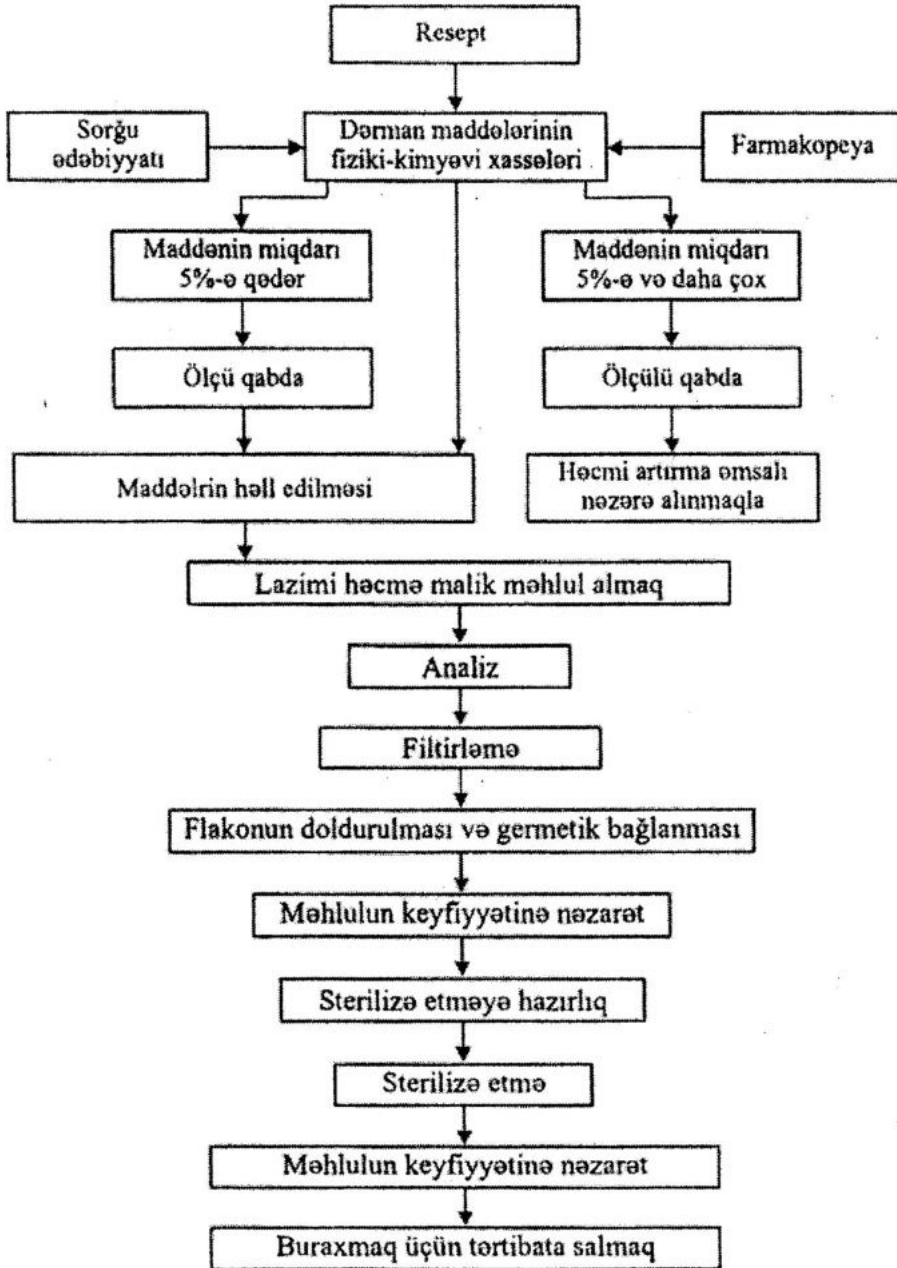 Resept
Sorğu
ədəbiyyatı
Dərman maddələrinin
fiziki-kimyəvi xassələri
Farmakopeya
Maddənin miqdarı
5%-ə qədər
Maddənin miqdarı
5%-ə və daha çox
Ölçü qabda
Ölçülü qabda
Maddəlrin həll edilməsi
Həcmi artırma əmsalı
nəzərə alınmaqla
Lazimi həcmə malik məhlul almaq
Analiz
Filtirləmə
Flakonun doldurulması və germetik bağlanması
Məhlulun keyfiyyətinə nəzarət
Sterilizə etməyə hazırlıq
Sterilizə etmə
Məhlulun keyfiyyətinə nəzarət
Buraxmaq üçün tərtibata salmaq